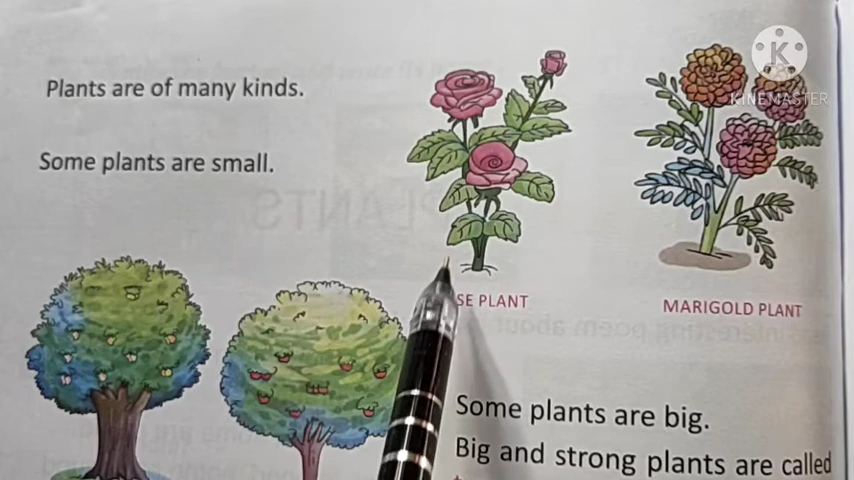 Plants are of many kinds.
Some plants are small.
SE PLANT
MARIGOLD PLANT
Some plants are big.
Big and strong plants are called
KINEMASTER